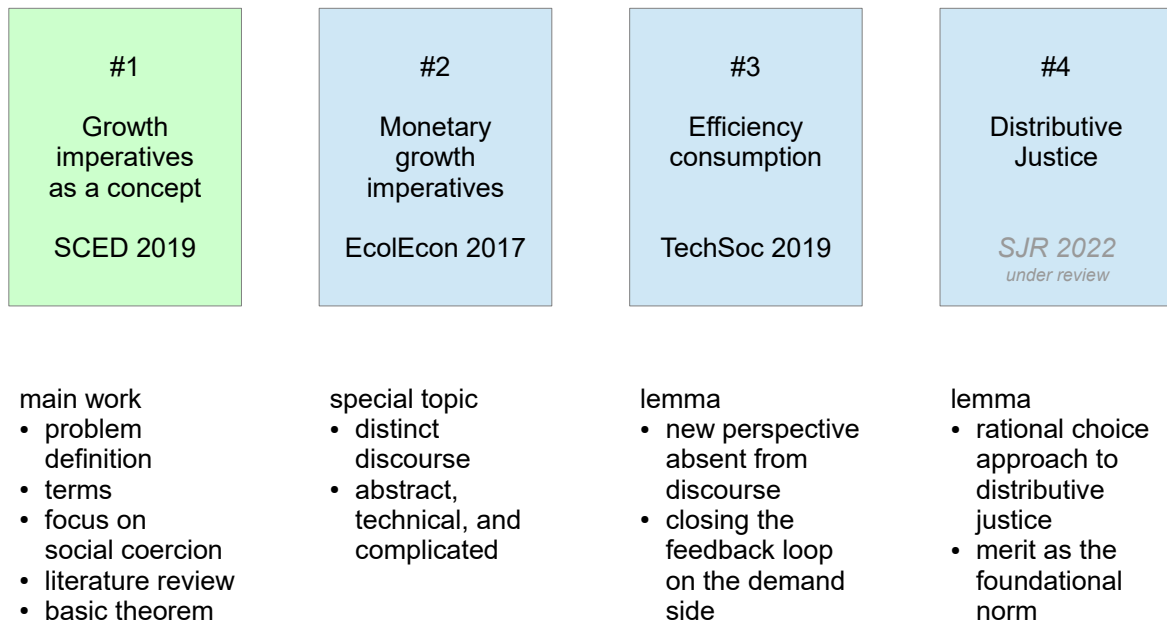 #1
Growth
imperatives
as a concept
SCED 2019
#2
Monetary
growth
imperatives
EcolEcon 2017
#3
Efficiency
consumption
TechSoc 2019
#4
Distributive
Justice
SJR 2022
under review
main work
• problem
definition
• terms
• focus on
social coercion
• literature review
• basic theorem
special topic
• distinct
discourse
• abstract,
technical, and
complicated
lemma
• new perspective
absent from
discourse
• closing the
feedback loop
on the demand
side
lemma
• rational choice
approach to
distributive
justice
• merit as the
foundational
norm